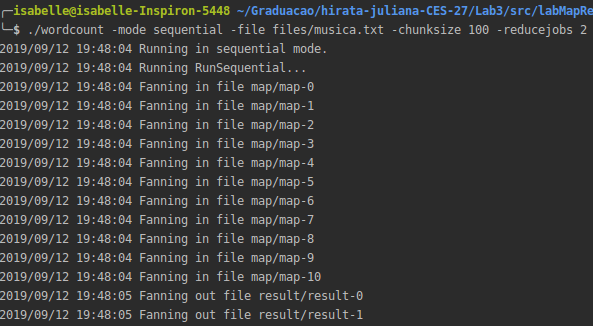 isabelle@isabelle-Inspiron-5448 ~/Graduacao/hirata-juliana-CES-27/Lab3/src/labMapRe
$ ./wordcount -mode sequential -file files/musica.txt -chunksize 100 -reducejobs 2
2019/09/12 19:48:04 Running in sequential mode.
2019/09/12 19:48:04 Running RunSequential...
2019/09/12 19:48:04 Fanning in file map/map-0
2019/09/12 19:48:04 Fanning in file map/map-1
2019/09/12 19:48:04 Fanning in file map/map-2
2019/09/12 19:48:04 Fanning in file map/map-3
2019/09/12 19:48:04 Fanning in file map/map-4
2019/09/12 19:48:04 Fanning in file map/map-5
2019/09/12 19:48:04 Fanning in file map/map-6
2019/09/12 19:48:04 Fanning in file map/map-7
2019/09/12 19:48:04 Fanning in file map/map-8
2019/09/12 19:48:04 Fanning in file map/map-9
2019/09/12 19:48:04 Fanning in file map/map-10
2019/09/12 19:48:05 Fanning out file result/result-0
2019/09/12 19:48:05 Fanning out file result/result-1